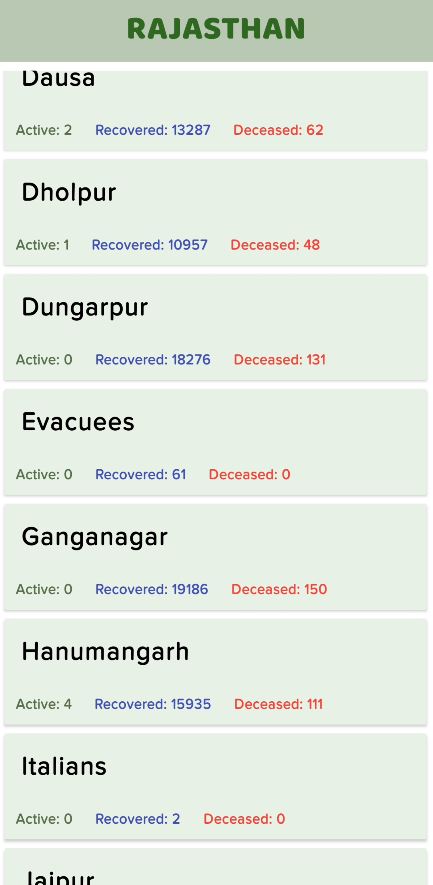 RAJASTHAN
Dausa
Active: 2 Recovered: 13287 Deceased: 62
Dholpur
Active: 1 Recovered: 10957 Deceased: 48
Dungarpur
Active: 0 Recovered: 18276 Deceased: 131
Evacuees
Active: 0 Recovered: 61 Deceased: 0
Ganganagar
Active: 0 Recovered: 19186 Deceased: 150
Hanumangarh
Active: 4 Recovered: 15935 Deceased: 111
Italians
Active: 0 Recovered: 2 Deceased: 0
Jaipur